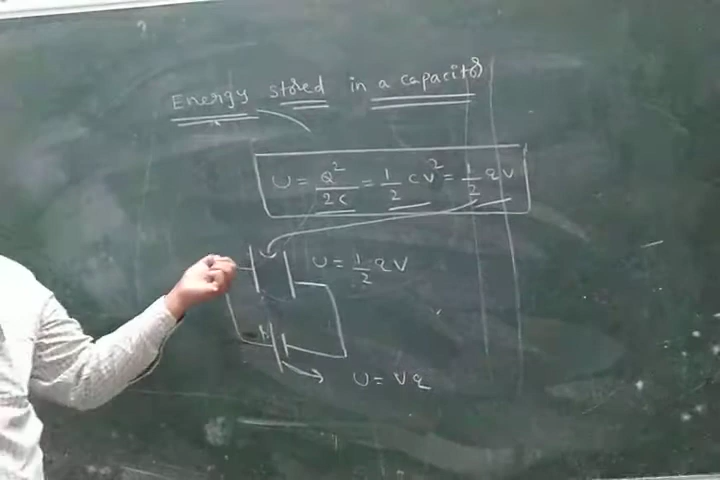 Energy stored in a capacitor
U = Q²/2C = 1/2 CV² = 1/2 QV
U = 1/2 QV
U = VQ